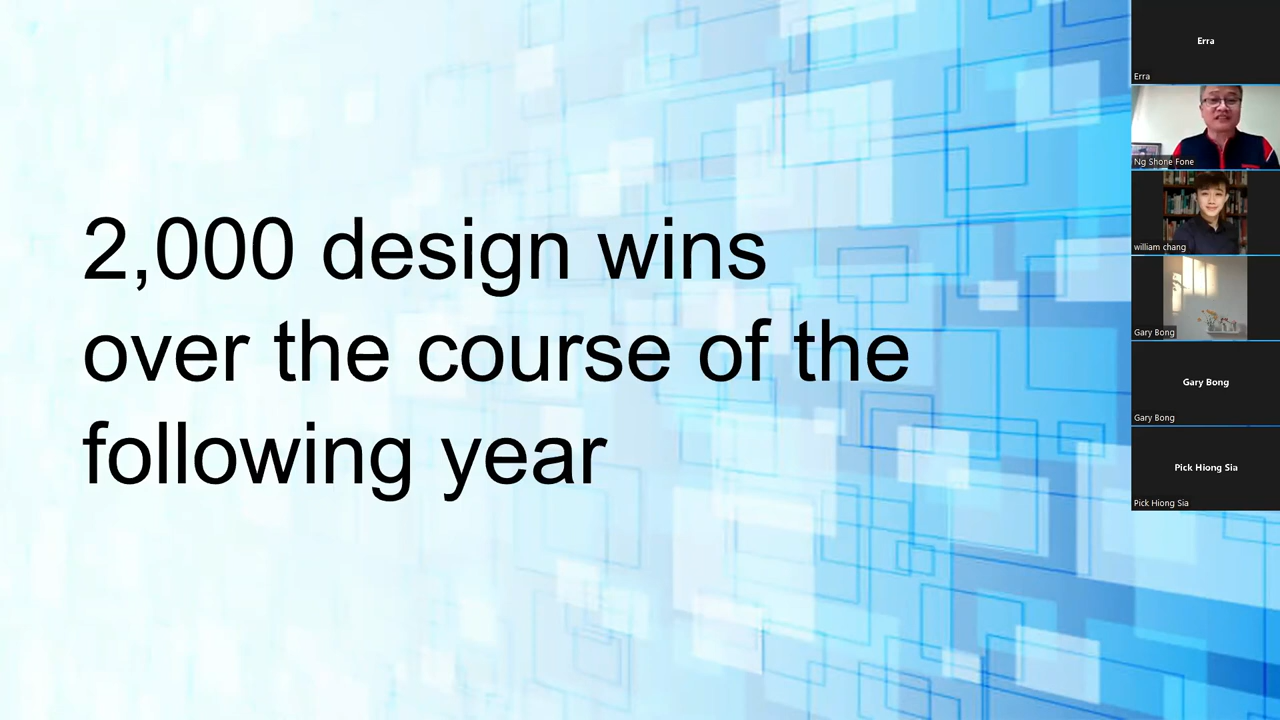 2,000 design wins
over the course of the
following year
Erra
Erra
Ng Shone Fone
william chang
Gary Bong
Gary Bong
Gary Bong
Pick Hiong Sia
Pick Hiong Sia